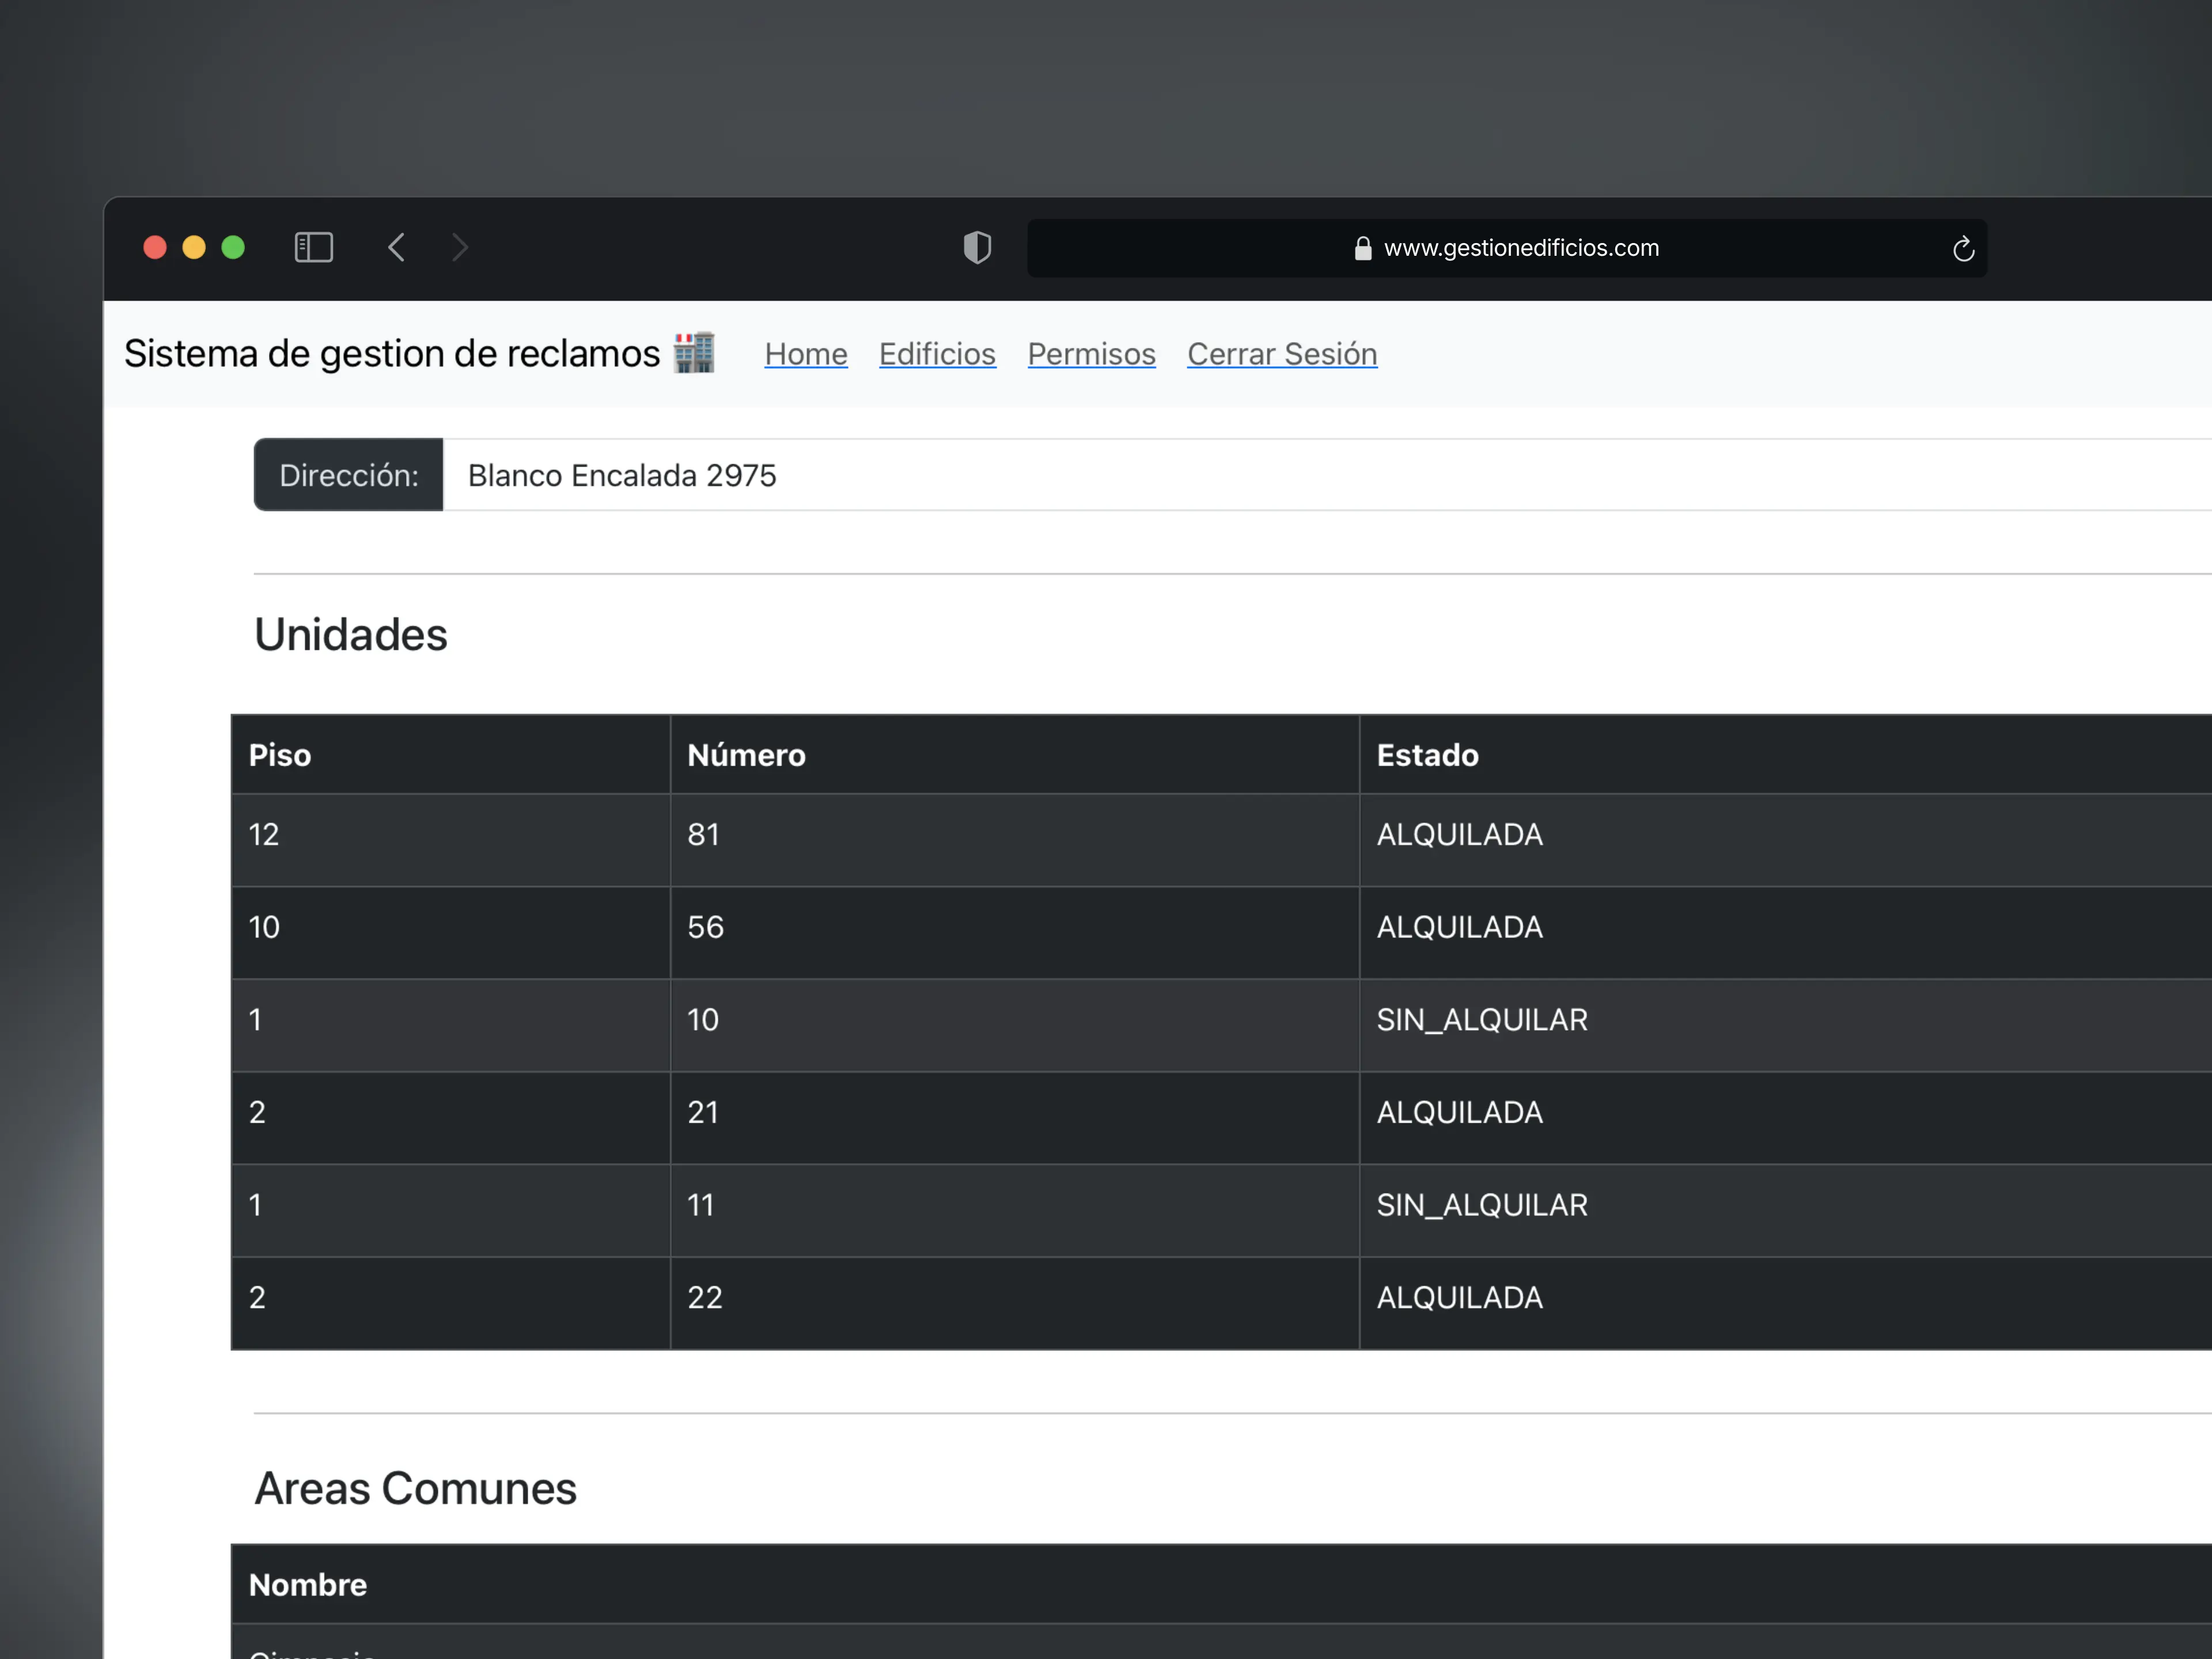 www.gestionedificios.com
Sistema de gestion de reclamos Home Edificios Permisos Cerrar Sesión
Dirección: Blanco Encalada 2975
Unidades
Piso Número Estado
12 81 ALQUILADA
10 56 ALQUILADA
1 10 SIN_ALQUILAR
2 21 ALQUILADA
1 11 SIN_ALQUILAR
2 22 ALQUILADA
Areas Comunes
Nombre